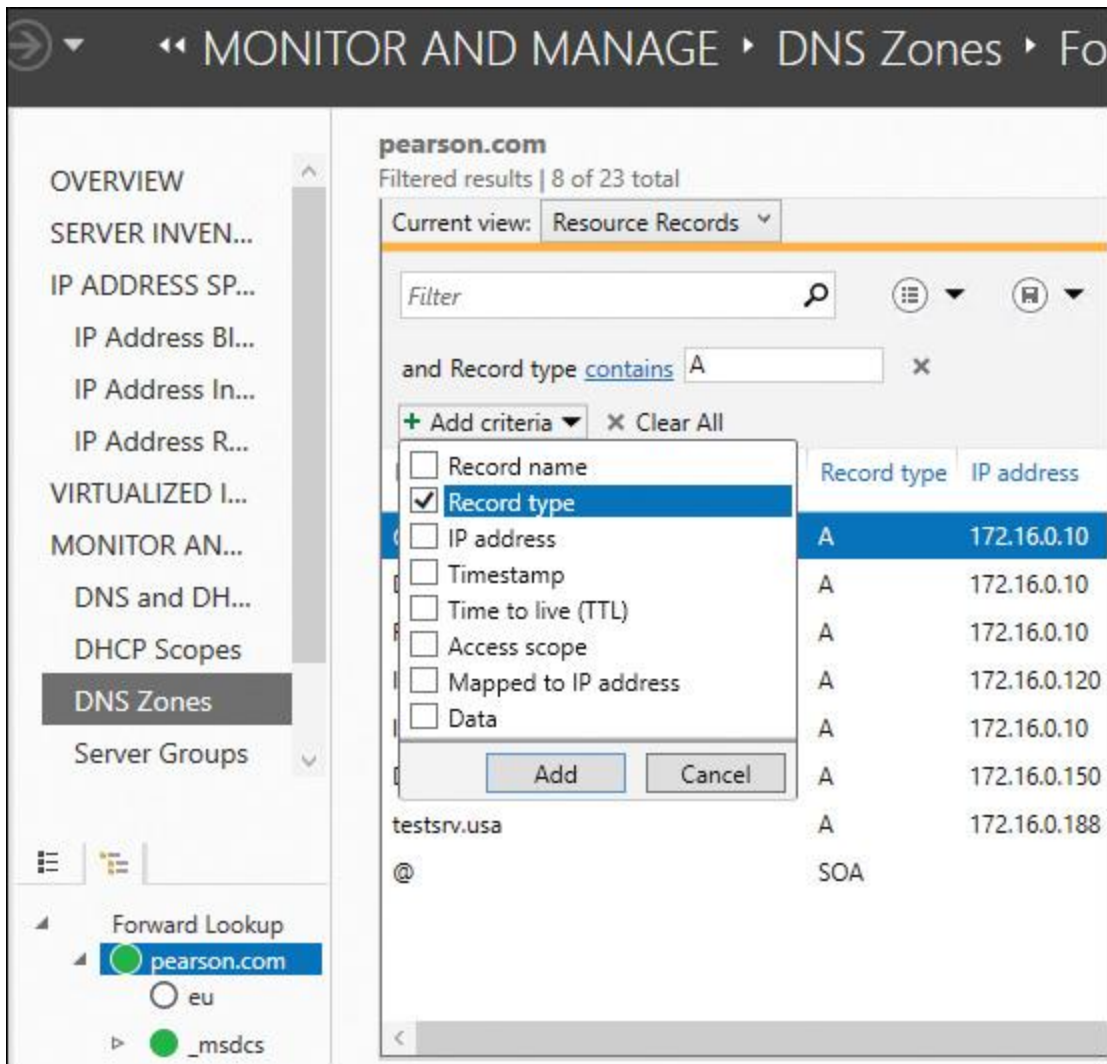 MONITOR AND MANAGE ‣ DNS Zones ‣ Fo
OVERVIEW
SERVER INVEN...
IP ADDRESS SP...
IP Address Bl...
IP Address In...
IP Address R...
VIRTUALIZED I...
MONITOR AN...
DNS and DH...
DHCP Scopes
DNS Zones
Server Groups
Forward Lookup
pearson.com
eu
_msdcs
pearson.com
Filtered results | 8 of 23 total
Current view: Resource Records
Filter
and Record type contains A
+ Add criteria × Clear All
Record name
Record type
IP address
Timestamp
Time to live (TTL)
Access scope
Mapped to IP address
Data
Add Cancel
Record type IP address
A 172.16.0.10
A 172.16.0.10
A 172.16.0.10
A 172.16.0.120
A 172.16.0.10
A 172.16.0.150
testsrv.usa A 172.16.0.188
@ SOA